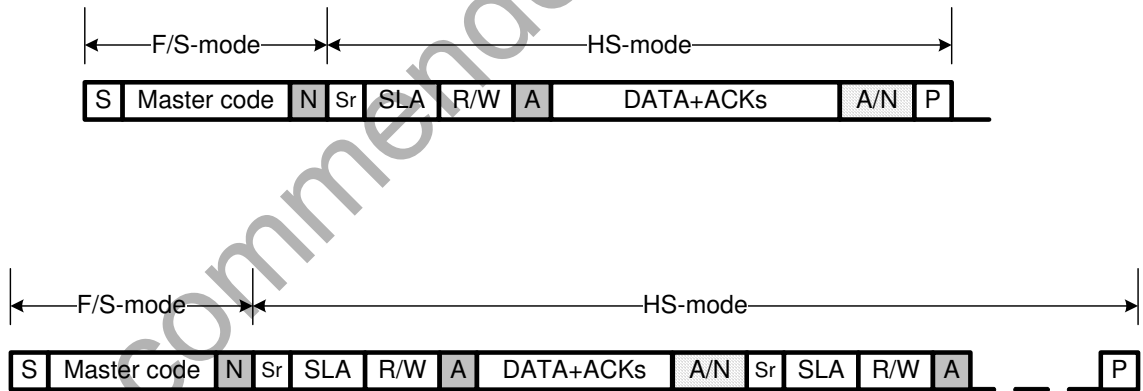 F/S-mode HS-mode
S Master code N Sr SLA R/W A DATA+ACKs A/N P
F/S-mode HS-mode
S Master code N Sr SLA R/W A DATA+ACKs A/N Sr SLA R/W A P
commend